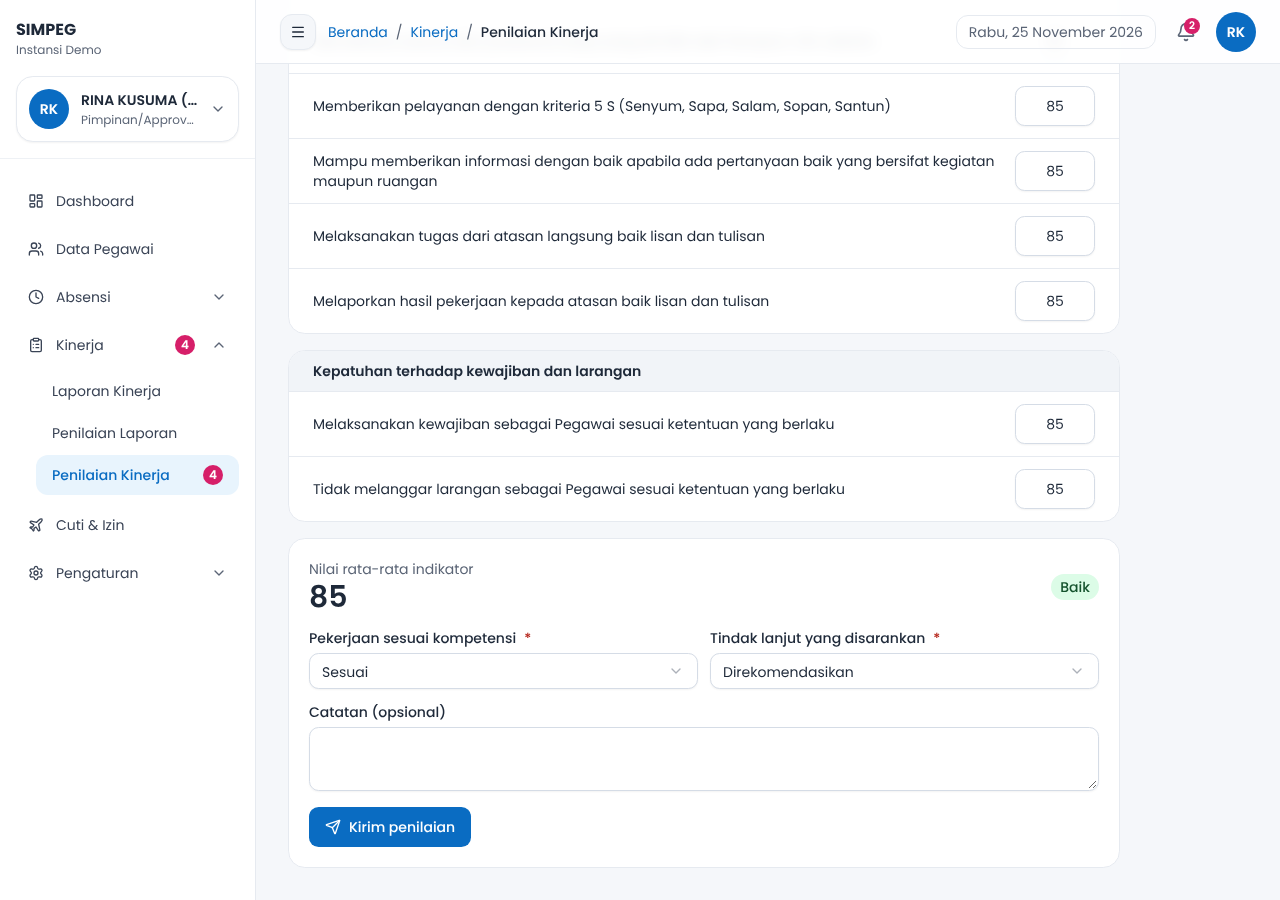 SIMPEG
Instansi Demo
RK
RINA KUSUMA (...
Pimpinan/Approv...
Dashboard
Data Pegawai
Absensi
Kinerja
4
Laporan Kinerja
Penilaian Laporan
Penilaian Kinerja
4
Cuti & Izin
Pengaturan
Beranda / Kinerja / Penilaian Kinerja
Rabu, 25 November 2026
2
RK
Memberikan pelayanan dengan kriteria 5 S (Senyum, Sapa, Salam, Sopan, Santun)
85
Mampu memberikan informasi dengan baik apabila ada pertanyaan baik yang bersifat kegiatan
maupun ruangan
85
Melaksanakan tugas dari atasan langsung baik lisan dan tulisan
85
Melaporkan hasil pekerjaan kepada atasan baik lisan dan tulisan
85
Kepatuhan terhadap kewajiban dan larangan
Melaksanakan kewajiban sebagai Pegawai sesuai ketentuan yang berlaku
85
Tidak melanggar larangan sebagai Pegawai sesuai ketentuan yang berlaku
85
Nilai rata-rata indikator
85
Baik
Pekerjaan sesuai kompetensi *
Sesuai
Tindak lanjut yang disarankan *
Direkomendasikan
Catatan (opsional)
Kirim penilaian